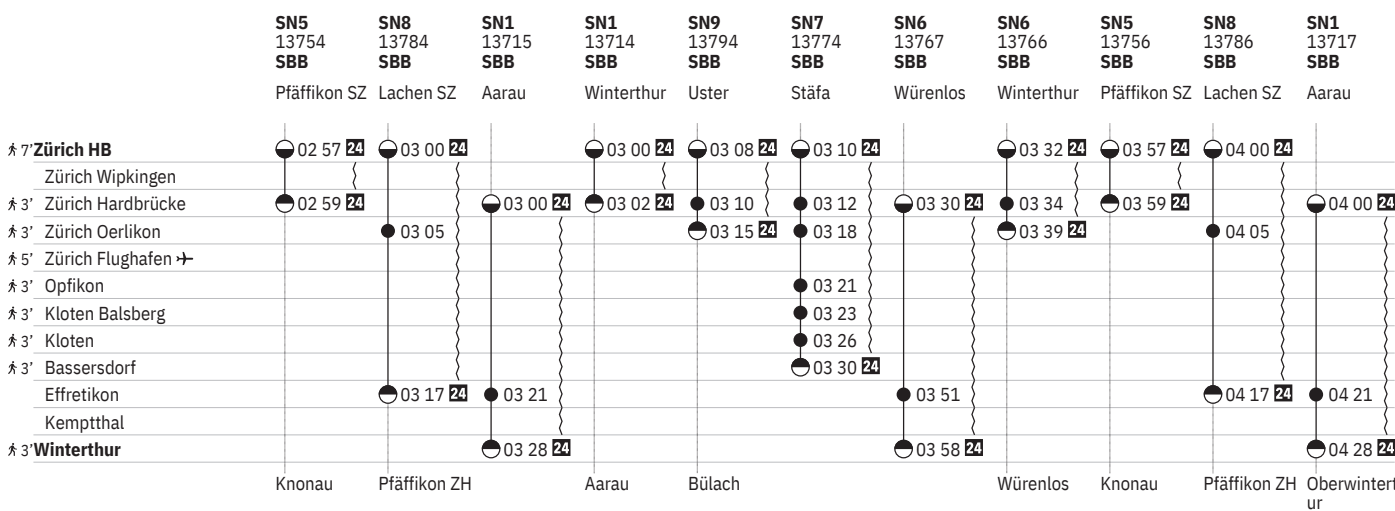 SN5 SN8 SN1 SN1 SN9 SN7 SN6 SN6 SN5 SN8 SN1
13754 13784 13715 13714 13794 13774 13767 13766 13756 13786 13717
SBB SBB SBB SBB SBB SBB SBB SBB SBB SBB SBB
Pfäffikon SZ Lachen SZ Aarau Winterthur Uster Stäfa Würenlos Winterthur Pfäffikon SZ Lachen SZ Aarau
7' Zürich HB 02 57 24 03 00 24 03 00 24 03 08 24 03 10 24 03 32 24 03 57 24 04 00 24
Zürich Wipkingen
3' Zürich Hardbrücke 02 59 24 03 00 24 03 02 24 03 10 03 12 03 30 24 03 34 03 59 24 04 00 24
3' Zürich Oerlikon 03 05 03 15 24 03 18 03 39 24 04 05
5' Zürich Flughafen
3' Opfikon 03 21
3' Kloten Balsberg 03 23
3' Kloten 03 26
3' Bassersdorf 03 30 24
Effretikon 03 17 24 03 21 03 51 04 17 24 04 21
Kemptthal
3' Winterthur 03 28 24 03 58 24 04 28 24
Knonau Pfäffikon ZH Aarau Bülach Würenlos Knonau Pfäffikon ZH Oberwintert
ur